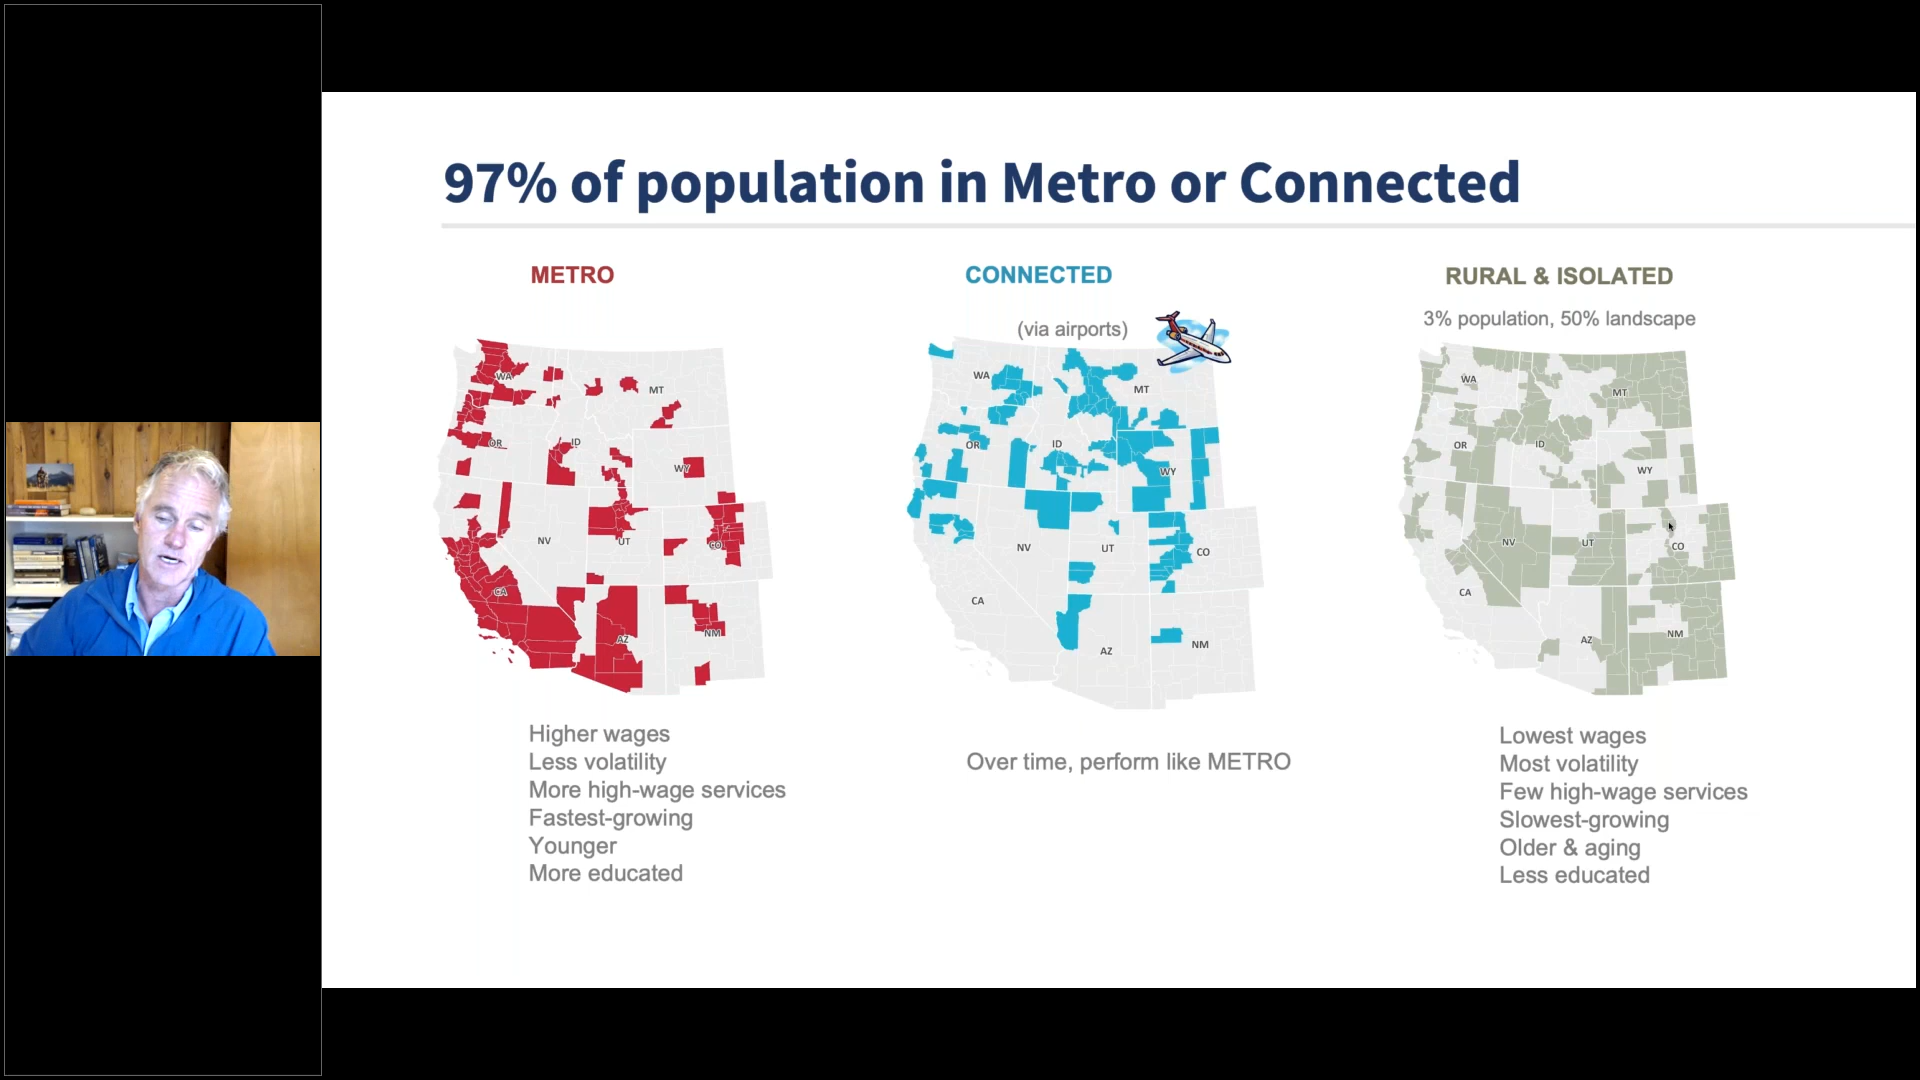 97% of population in Metro or Connected
METRO
WA
MT
OR
ID
WY
NV
UT
CO
CA
AZ
NM
Higher wages
Less volatility
More high-wage services
Fastest-growing
Younger
More educated
CONNECTED
(via airports)
WA
MT
OR
ID
WY
NV
UT
CO
CA
AZ
NM
Over time, perform like METRO
RURAL & ISOLATED
3% population, 50% landscape
WA
MT
OR
ID
WY
NV
UT
CO
CA
AZ
NM
Lowest wages
Most volatility
Few high-wage services
Slowest-growing
Older & aging
Less educated